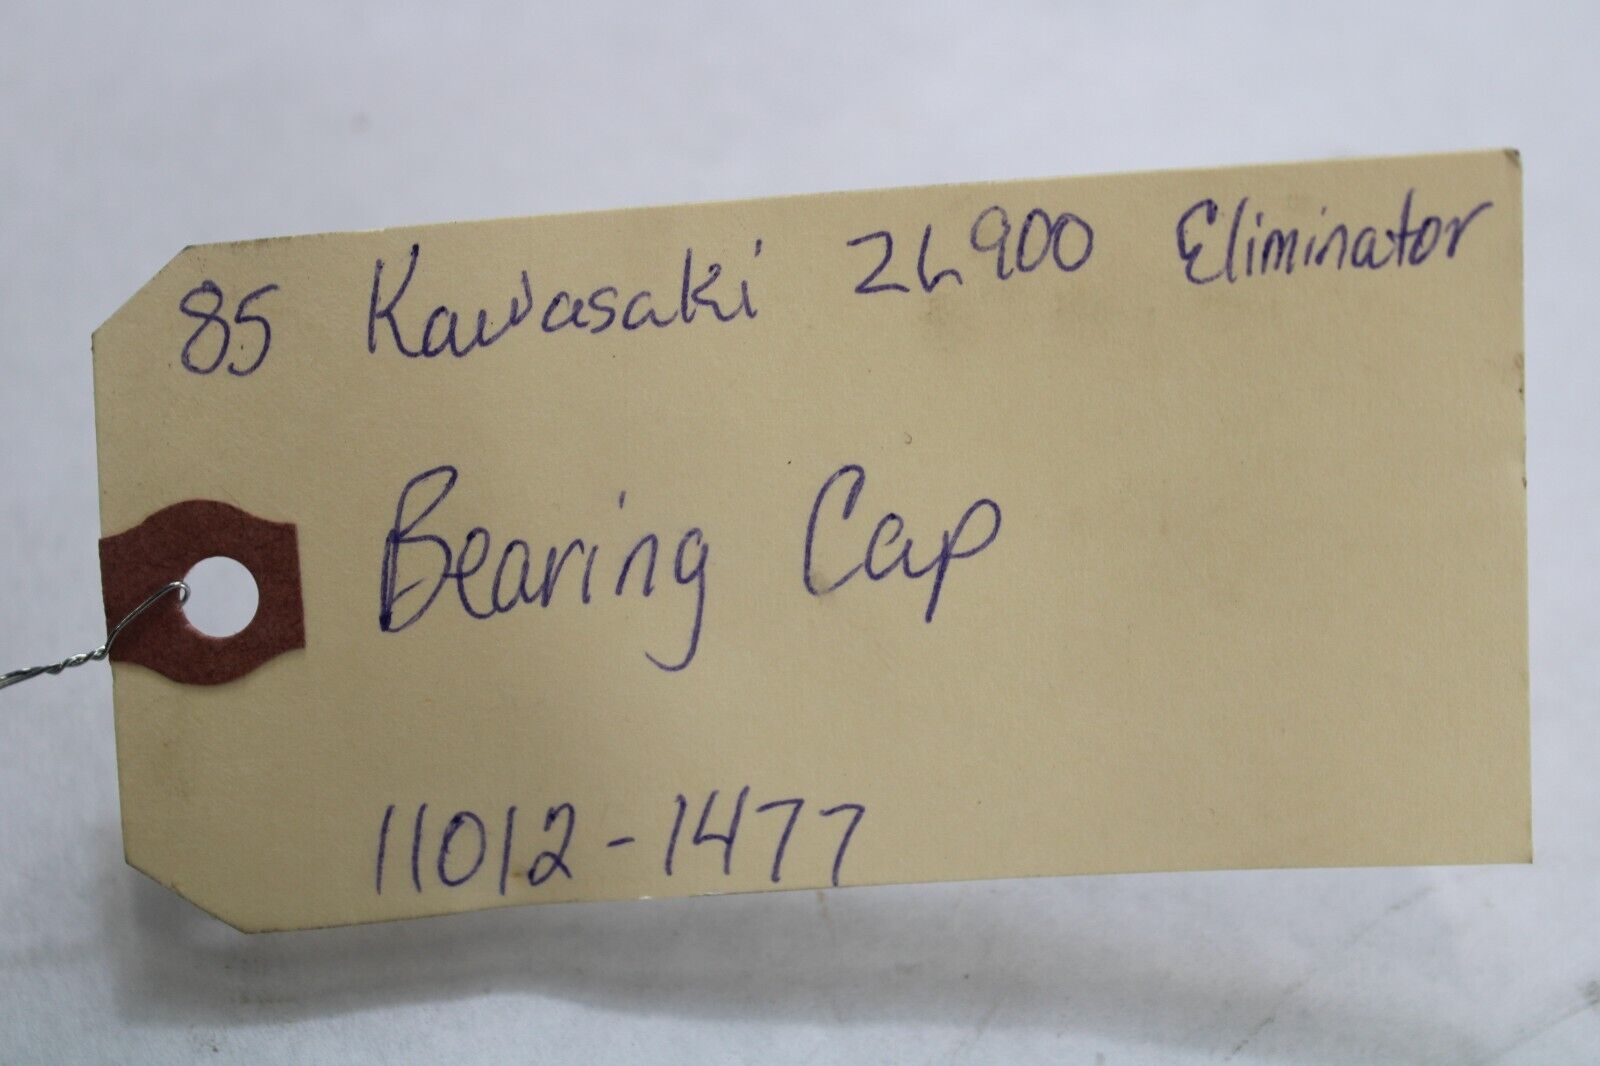 85 Kawasaki ZL900 Eliminator
Bearing Cap
11012-1477